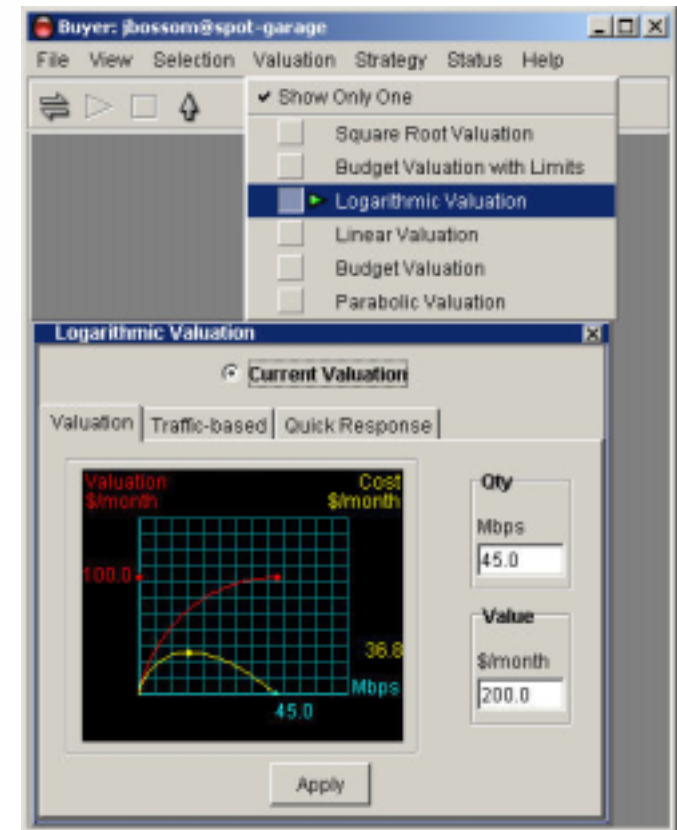 Buyer: jbossom@spot-garage
File View Selection Valuation Strategy Status Help
Show Only One
Square Root Valuation
Budget Valuation with Limits
Logarithmic Valuation
Linear Valuation
Budget Valuation
Parabolic Valuation
Logarithmic Valuation
Current Valuation
Valuation Traffic-based Quick Response
Valuation
$/month
Cost
$/month
100.0
36.8
Mbps
45.0
Qty
Mbps
45.0
Value
$/month
200.0
Apply